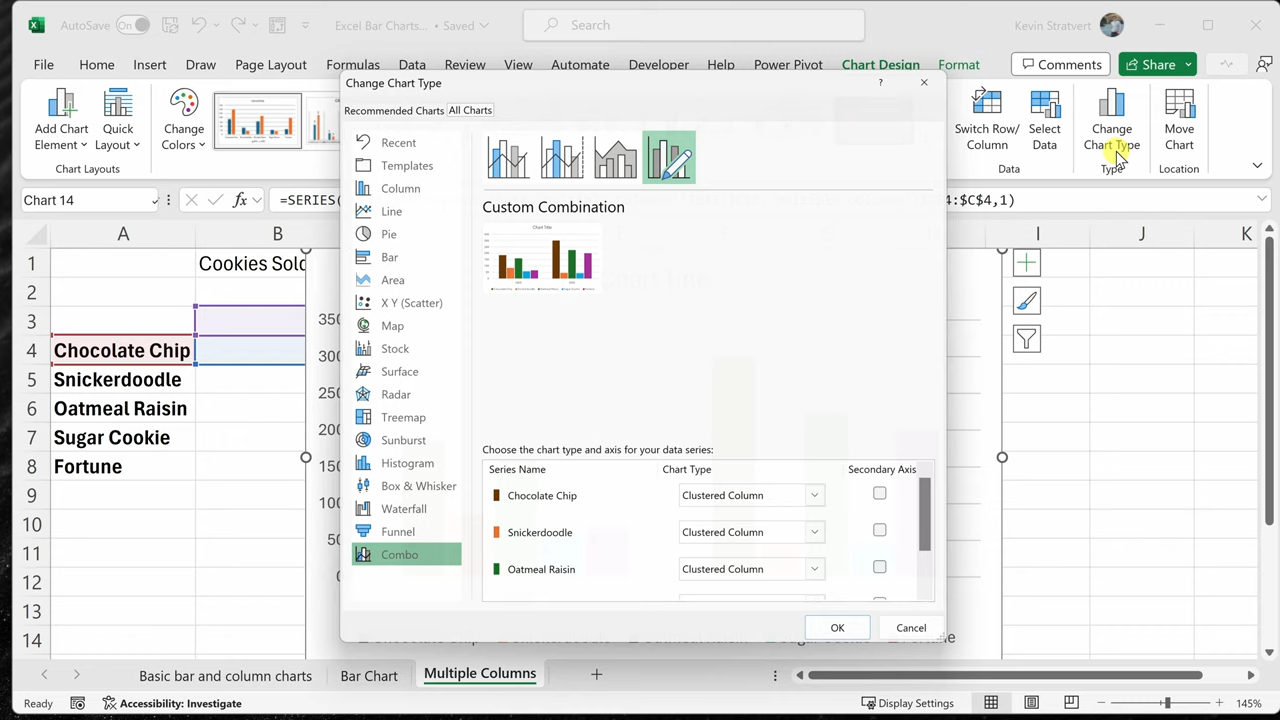 AutoSave On Excel Bar Charts... • Saved Search Kevin Stratvert
File Home Insert Draw Page Layout Formulas Data Review View Automate Developer Help Power Pivot Chart Design Format Comments Share
Add Chart Element Quick Layout Change Colors Switch Row/ Column Select Data Change Chart Type Move Chart
Chart Layouts Data Type Location
Chart 14 fx =SERIES( $C$4,1)
Change Chart Type ?
Recommended Charts All Charts
Recent
Templates
Column
Line
Pie
Bar
Area
X Y (Scatter)
Map
Stock
Surface
Radar
Treemap
Sunburst
Histogram
Box & Whisker
Waterfall
Funnel
Combo
Custom Combination
Chart Title
Choose the chart type and axis for your data series:
Series Name Chart Type Secondary Axis
Chocolate Chip Clustered Column
Snickerdoodle Clustered Column
Oatmeal Raisin Clustered Column
OK Cancel
A B I J K
1 Cookies Sold
2
3
4 Chocolate Chip
5 Snickerdoodle
6 Oatmeal Raisin
7 Sugar Cookie
8 Fortune
9
10
11
12
13
14
Basic bar and column charts Bar Chart Multiple Columns
Ready Accessibility: Investigate Display Settings 145%